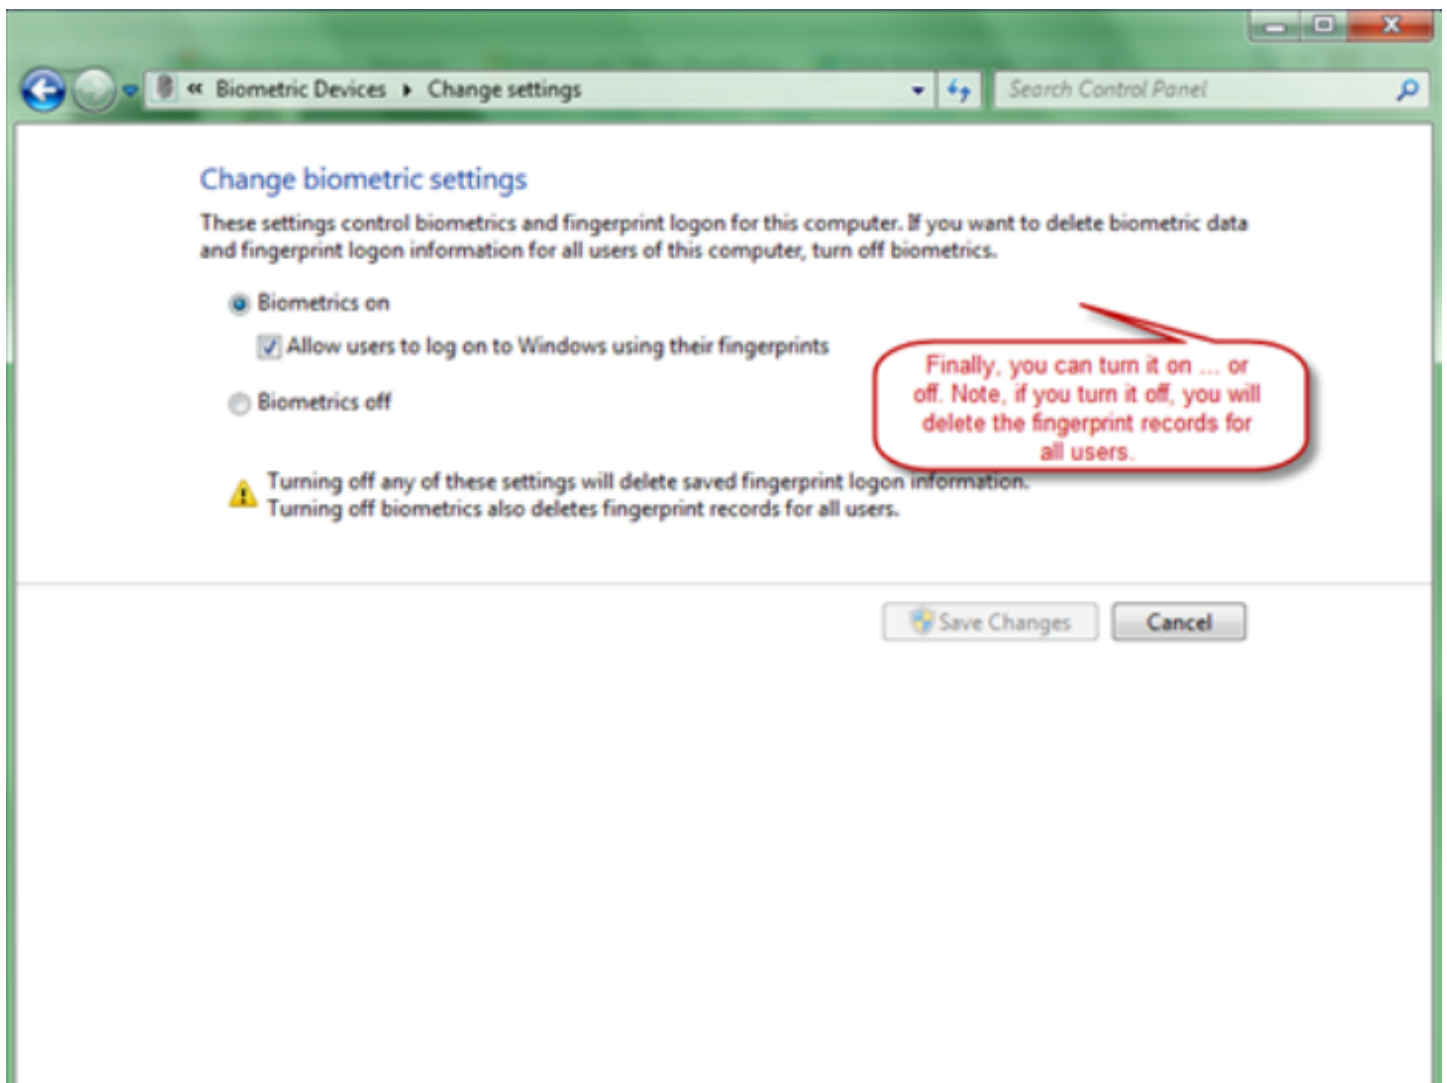 « Biometric Devices ▸ Change settings
Search Control Panel
Change biometric settings
These settings control biometrics and fingerprint logon for this computer. If you want to delete biometric data
and fingerprint logon information for all users of this computer, turn off biometrics.
Biometrics on
Allow users to log on to Windows using their fingerprints
Biometrics off
Finally, you can turn it on ... or
off. Note, if you turn it off, you will
delete the fingerprint records for
all users.
Turning off any of these settings will delete saved fingerprint logon information.
Turning off biometrics also deletes fingerprint records for all users.
Save Changes
Cancel